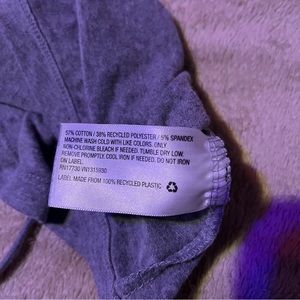 57% COTTON / 38% RECYCLED POLYESTER / 5% SPANDEX
MACHINE WASH COLD WITH LIKE COLORS. ONLY
NON-CHLORINE BLEACH IF NEEDED. TUMBLE DRY LOW
REMOVE PROMPTLY. COOL IRON IF NEEDED. DO NOT IRON
ON LABEL.
RN17730 VN1315930
LABEL MADE FROM 100% RECYCLED PLASTIC